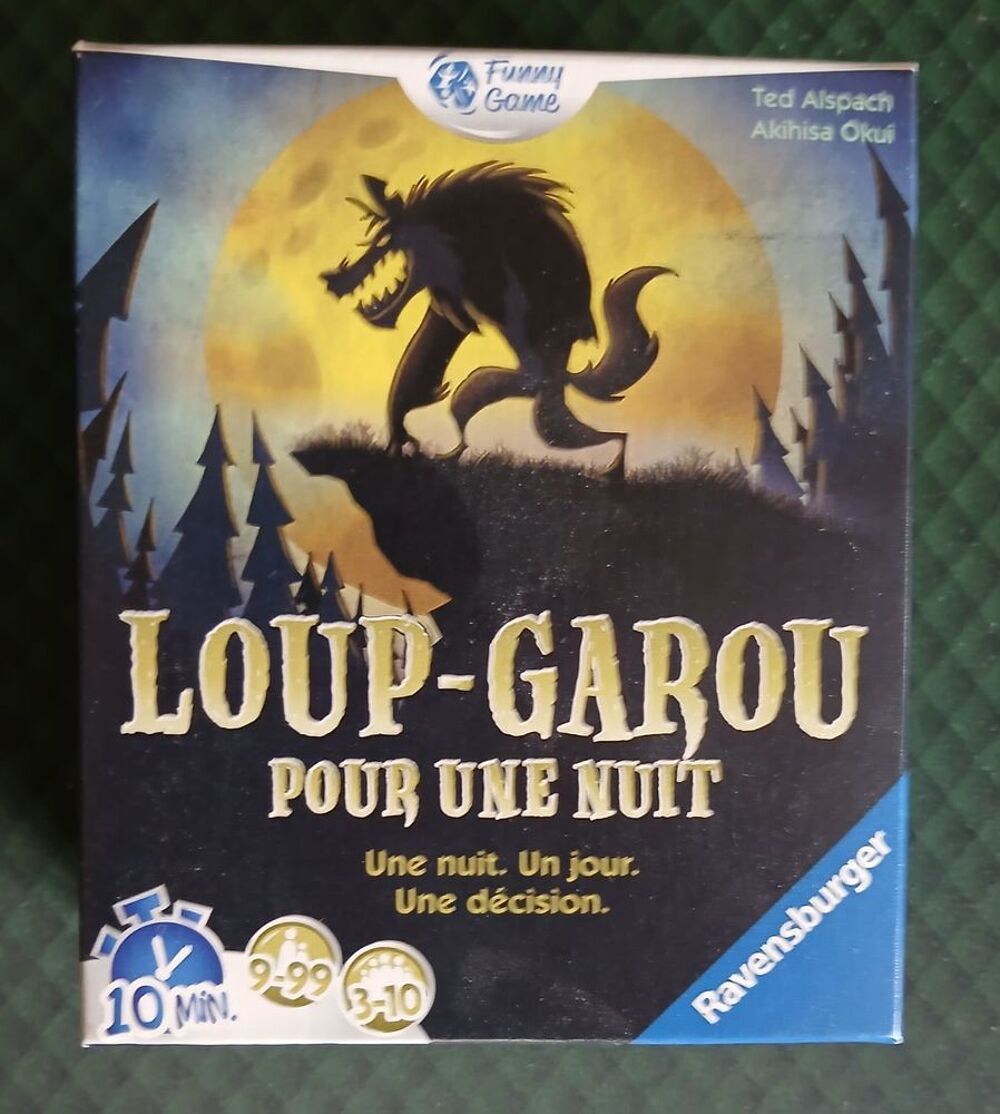 Funny
Game
Ted Alspach
Akihisa Okui
LOUP-GAROU
POUR UNE NUIT
Une nuit. Un jour.
Une décision.
Ravensburger
10 MIN.
9-99
3-10